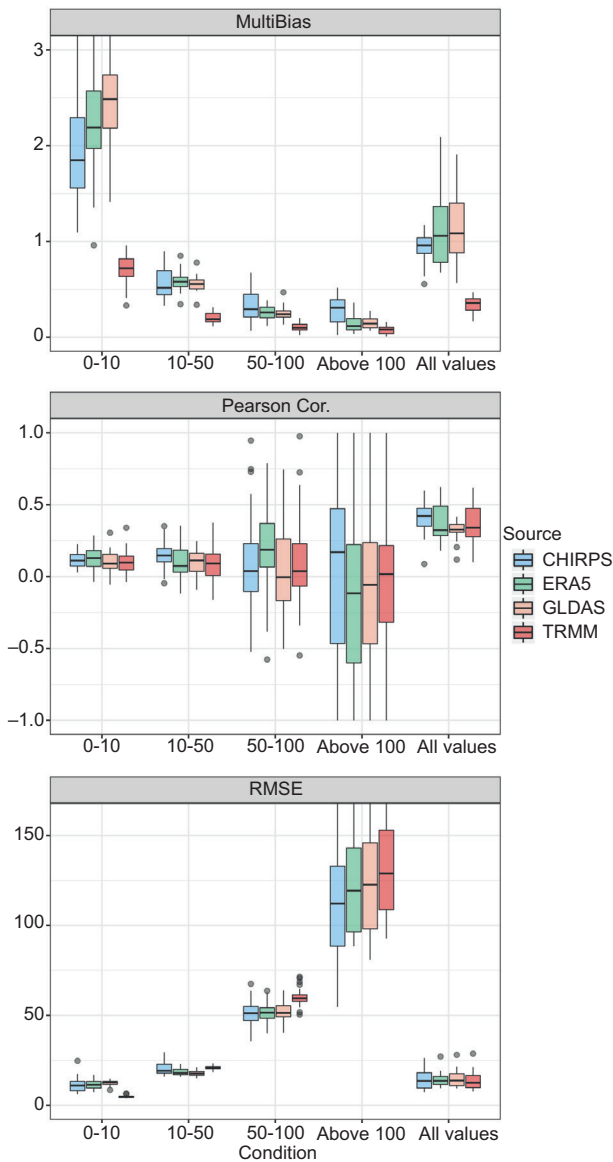 MultiBias
3
2
1
0
0-10 10-50 50-100 Above 100 All values
Pearson Cor.
1.0
0.5
0.0
–0.5
–1.0
0-10 10-50 50-100 Above 100 All values
Source
CHIRPS
ERA5
GLDAS
TRMM
RMSE
150
100
50
0
0-10 10-50 50-100 Above 100 All values
Condition